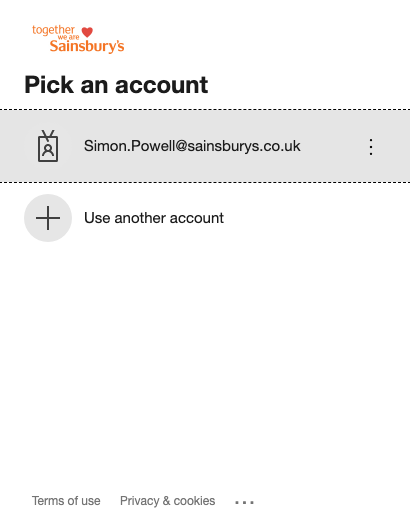 together
we are
Sainsbury's
Pick an account
Simon.Powell@sainsburys.co.uk
Use another account
Terms of use Privacy & cookies ...